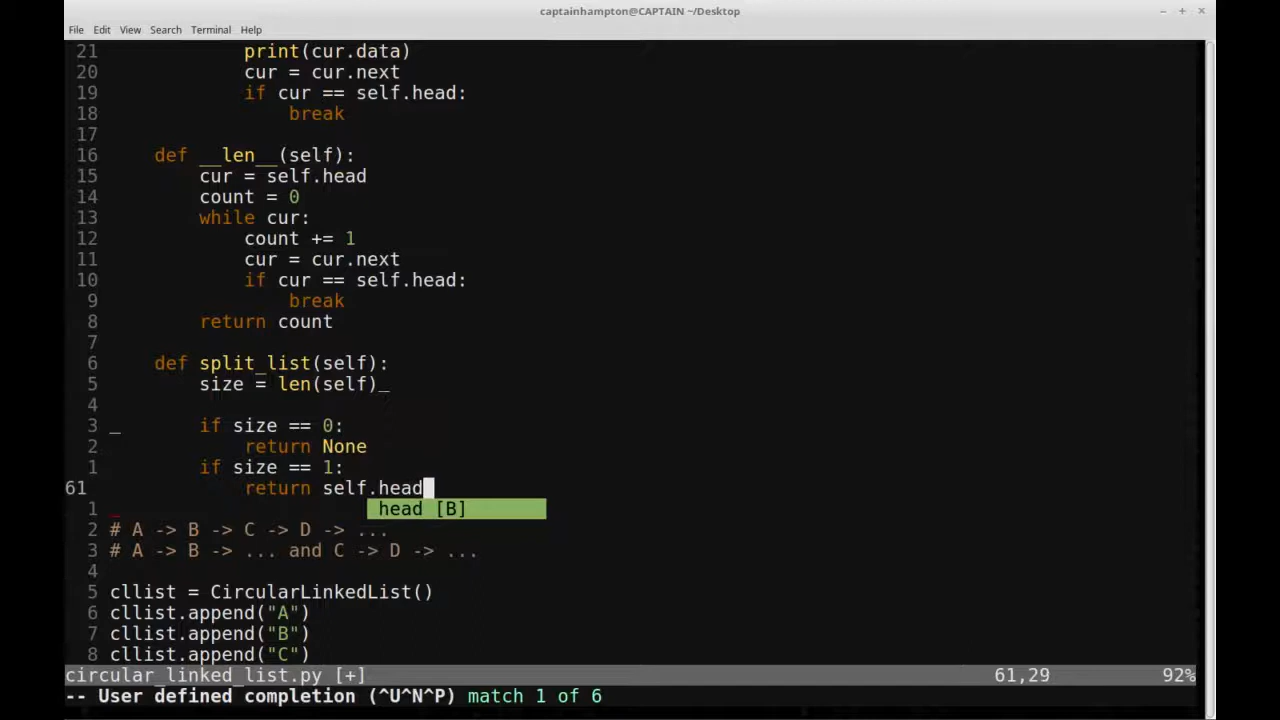 captainhampton@CAPTAIN ~/Desktop
File Edit View Search Terminal Help
21 print(cur.data)
20 cur = cur.next
19 if cur == self.head:
18 break
17
16 def __len__(self):
15 cur = self.head
14 count = 0
13 while cur:
12 count += 1
11 cur = cur.next
10 if cur == self.head:
9 break
8 return count
7
6 def split_list(self):
5 size = len(self)_
4
3 _ if size == 0:
2 return None
1 if size == 1:
61 return self.head
1 _ head [B]
2 # A -> B -> C -> D -> ...
3 # A -> B -> ... and C -> D -> ...
4
5 cllist = CircularLinkedList()
6 cllist.append("A")
7 cllist.append("B")
8 cllist.append("C")
circular_linked_list.py [+] 61,29 92%
-- User defined completion (^U^N^P) match 1 of 6